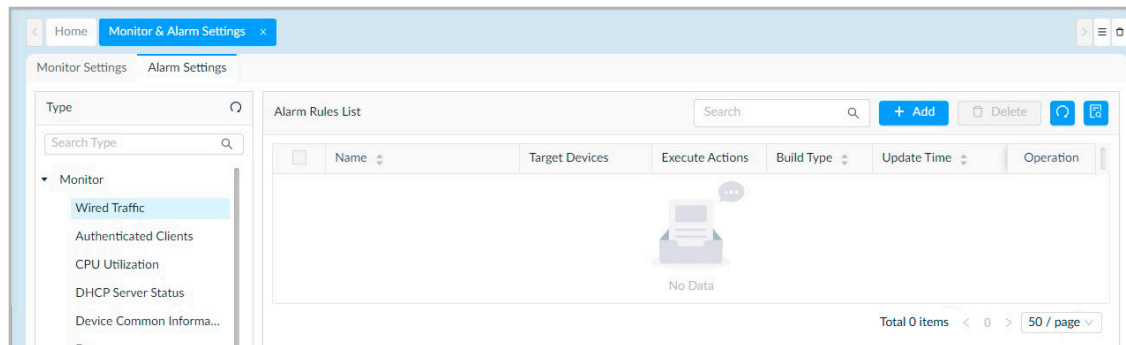 Home Monitor & Alarm Settings x
Monitor Settings Alarm Settings
Type
Search Type
Monitor
Wired Traffic
Authenticated Clients
CPU Utilization
DHCP Server Status
Device Common Informa...
Alarm Rules List Search + Add Delete
Name Target Devices Execute Actions Build Type Update Time Operation
No Data
Total 0 items < 0 > 50 / page